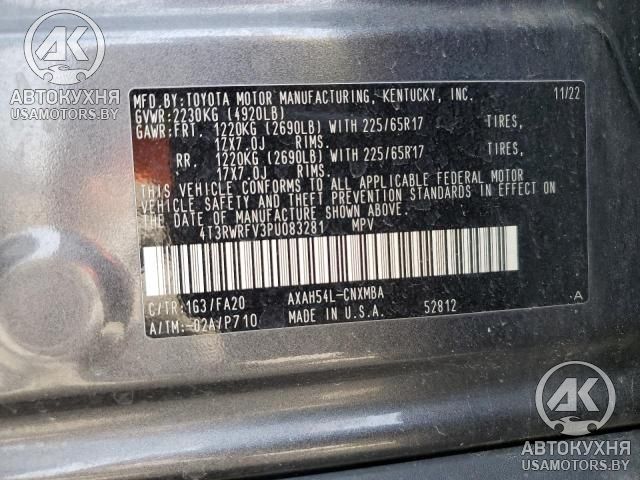 AK
АВТОКУХНЯ
USAMOTORS.BY
MFD.BY:TOYOTA MOTOR MANUFACTURING, KENTUCKY, INC. 11/22
GVWR:2230KG (4920LB)
GAWR:FRT. 1220KG (2690LB) WITH 225/65R17 TIRES,
, 17X7.0J RIMS.
RR. 1220KG (2690LB) WITH 225/65R17 TIRES,
, 17X7.0J RIMS.
THIS VEHICLE CONFORMS TO ALL APPLICABLE FEDERAL MOTOR
VEHICLE SAFETY AND THEFT PREVENTION STANDARDS IN EFFECT ON
THE DATE OF MANUFACTURE SHOWN ABOVE.
4T3RWRFV3PU083281 MPV
C/TR:1G3/FA20 AXAH54L-CNXMBA
A/TM:-02A/P710 MADE IN U.S.A. 52812 A
AK
АВТОКУХНЯ
USAMOTORS.BY